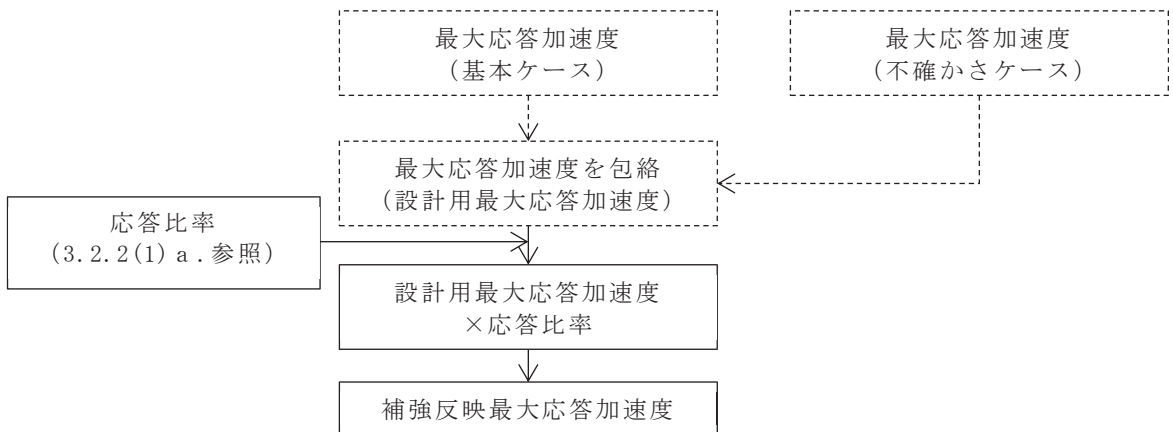 最大応答加速度
(基本ケース)
最大応答加速度
(不確かさケース)
最大応答加速度を包絡
(設計用最大応答加速度)
応答比率
(3.2.2(1)a.参照)
設計用最大応答加速度
×応答比率
補強反映最大応答加速度